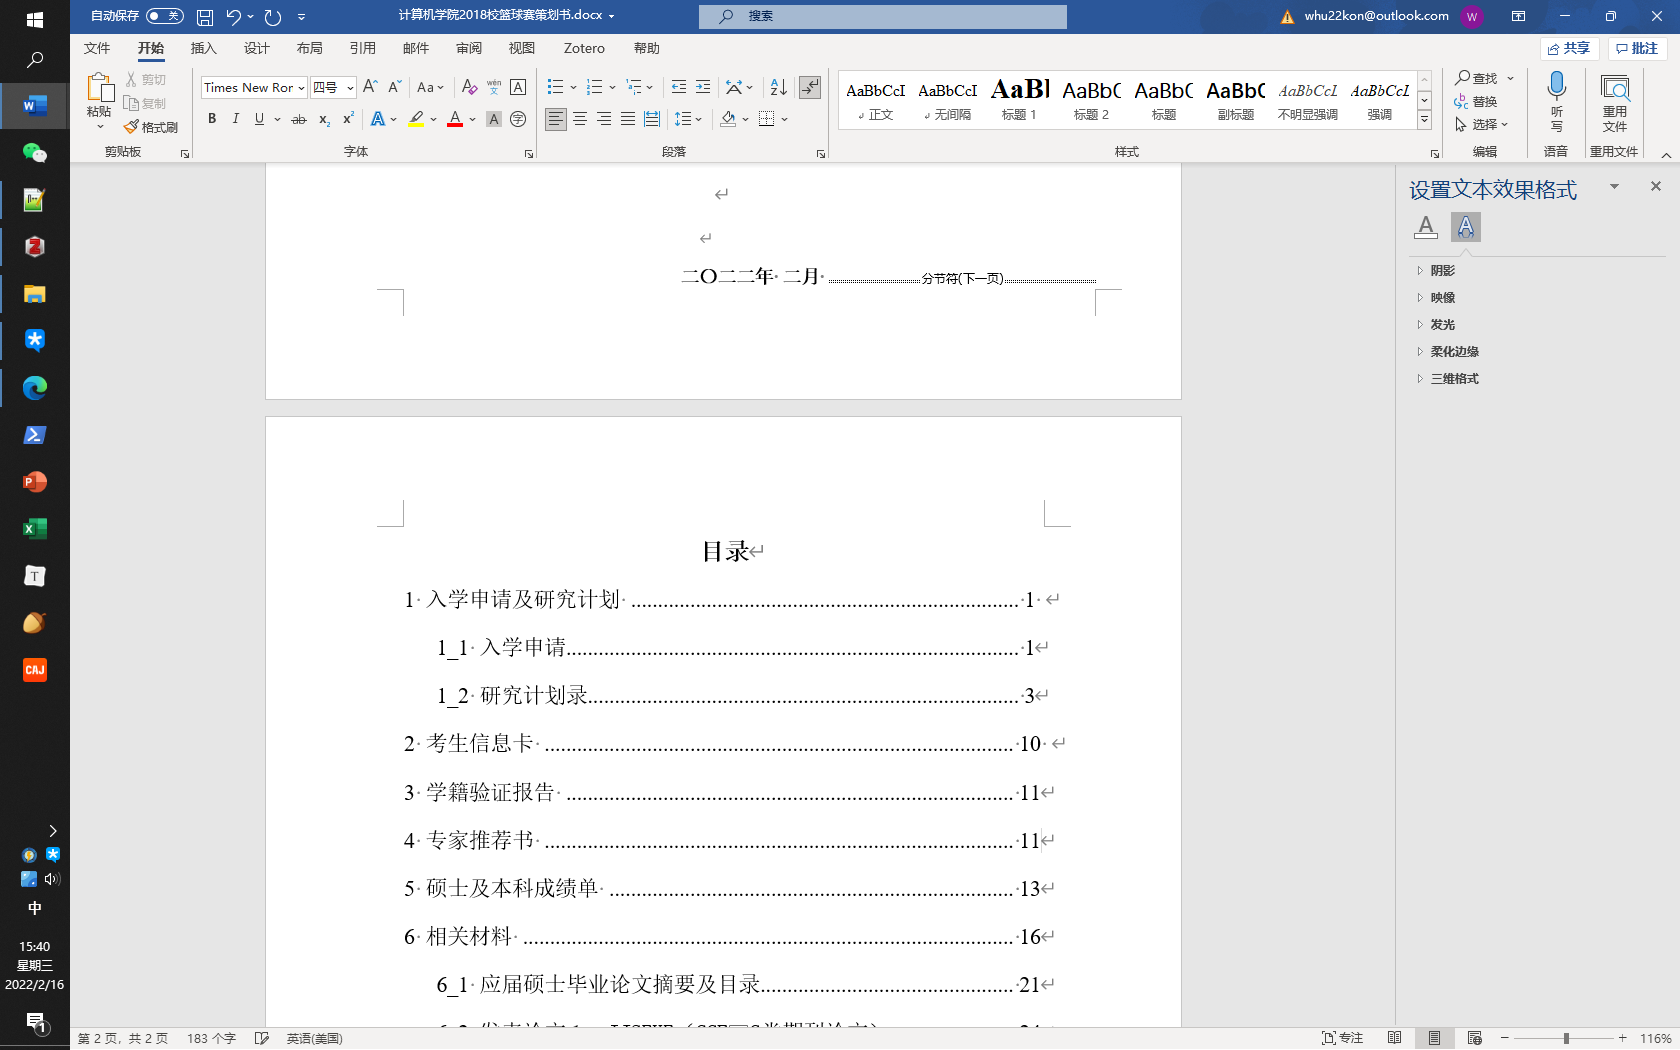 自动保存 关 计算机学院2018校篮球赛策划书.docx 搜索 whu22kon@outlook.com W
文件 开始 插入 设计 布局 引用 邮件 审阅 视图 Zotero 帮助 共享 批注
粘贴 剪切 复制 格式刷
剪贴板
Times New Ror 四号 A A Aa wén 文 A
B I U ab x₂ x² A A A 字
字体
段落
AaBbCcI AaBbCcI AaBl AaBbC AaBbC AaBbC AaBbCcL AaBbCcL
正文 无间隔 标题 1 标题 2 标题 副标题 不明显强调 强调
样式
查找
替换
选择
编辑
听写
语音
重用文件
重用文件
二〇二二年 二月 分节符(下一页)
目录
1 入学申请及研究计划 ........ 1
1_1 入学申请........ 1
1_2 研究计划录........ 3
2 考生信息卡 ........ 10
3 学籍验证报告 ........ 11
4 专家推荐书 ........ 11
5 硕士及本科成绩单 ........ 13
6 相关材料 ........ 16
6_1 应届硕士毕业论文摘要及目录........ 21
设置文本效果格式
A A
阴影
映像
发光
柔化边缘
三维格式
CAJ
中
15:40
星期三
2022/2/16
1
第 2 页，共 2 页 183 个字 英语(美国) 专注 116%